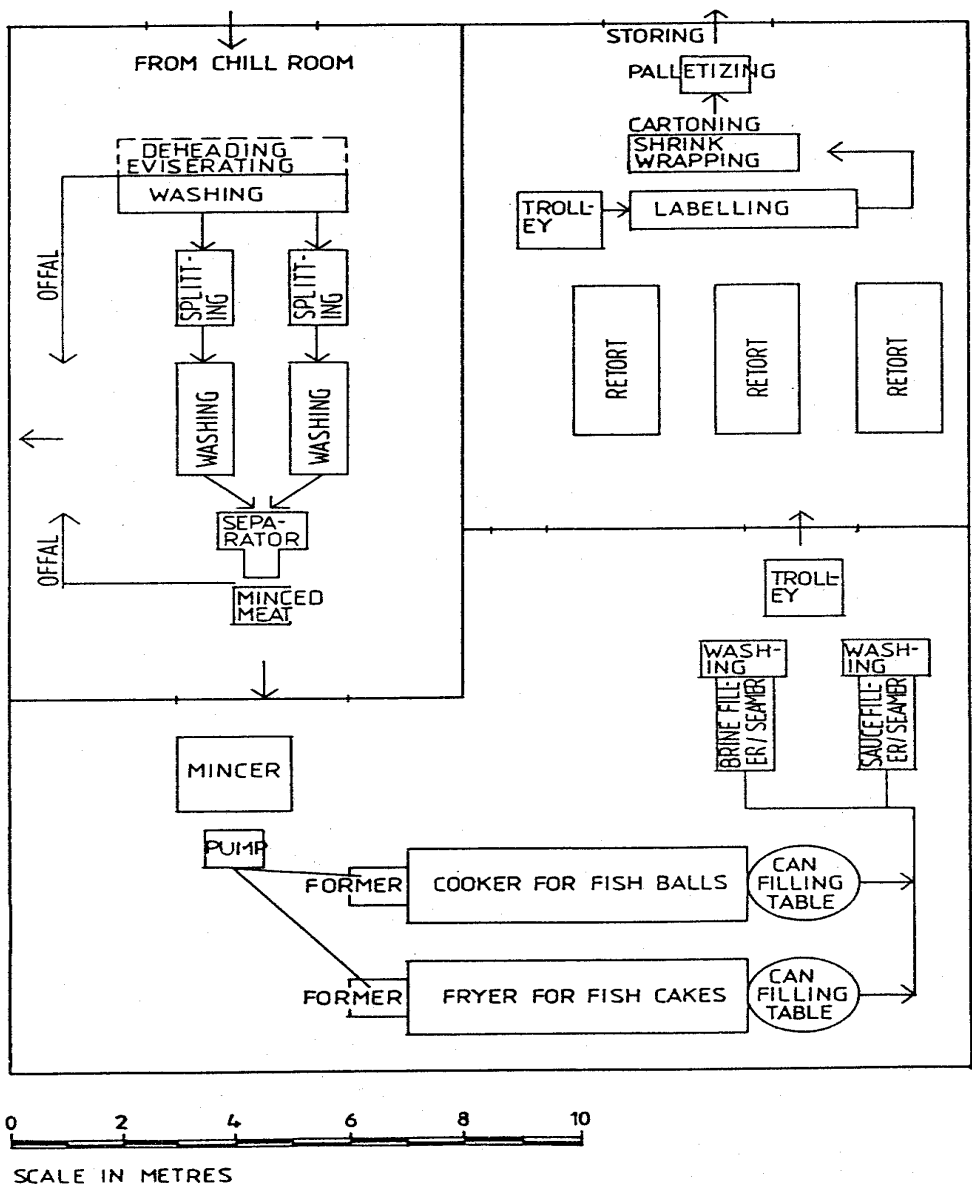 FROM CHILL ROOM
DEHEADING
EVISERATING
WASHING
OFFAL
SPLITT-
ING
SPLITT-
ING
WASHING
WASHING
SEPA-
RATOR
OFFAL
MINCED
MEAT
STORING
PALLETIZING
CARTONING
SHRINK
WRAPPING
TROLL-
EY
LABELLING
RETORT
RETORT
RETORT
TROLL-
EY
WASH-
ING
WASH-
ING
BRINE FILL-
ER/SEAMER
SAUCE FILL-
ER/SEAMER
MINCER
PUMP
FORMER
COOKER FOR FISH BALLS
CAN
FILLING
TABLE
FORMER
FRYER FOR FISH CAKES
CAN
FILLING
TABLE
0 2 4 6 8 10
SCALE IN METRES